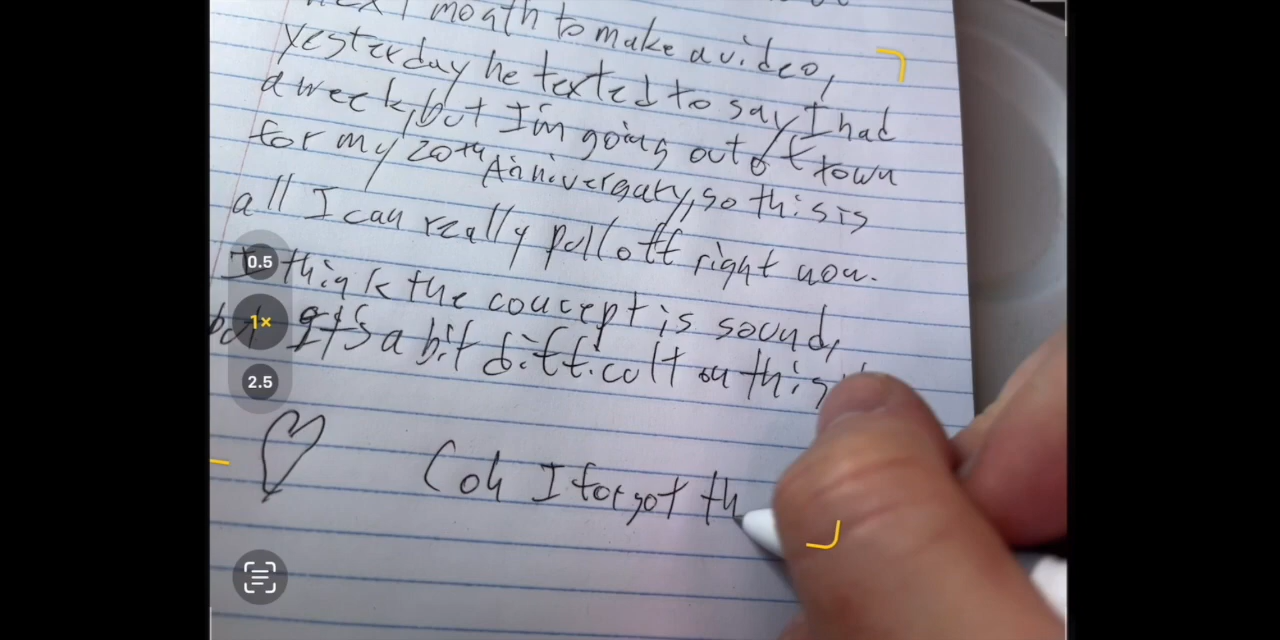 month to make a video,
yesterday he texted to say I had
a week, but I'm going out of town
for my 20th Anniversary, so this is
all I can really pull off right now.
I think the concept is sound,
but It's a bit difficult on this
(oh I forgot th
0.5
1×
2.5